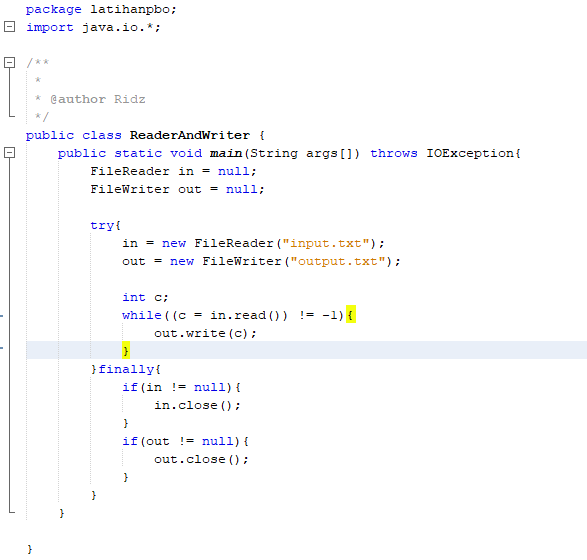 package latihanpbo;
import java.io.*;
/**
 *
 * @author Ridz
 */
public class ReaderAndWriter {
    public static void main(String args[]) throws IOException{
        FileReader in = null;
        FileWriter out = null;
        try{
            in = new FileReader("input.txt");
            out = new FileWriter("output.txt");
            int c;
            while((c = in.read()) != -1){
                out.write(c);
            }
        }finally{
            if(in != null){
                in.close();
            }
            if(out != null){
                out.close();
            }
        }
    }
}